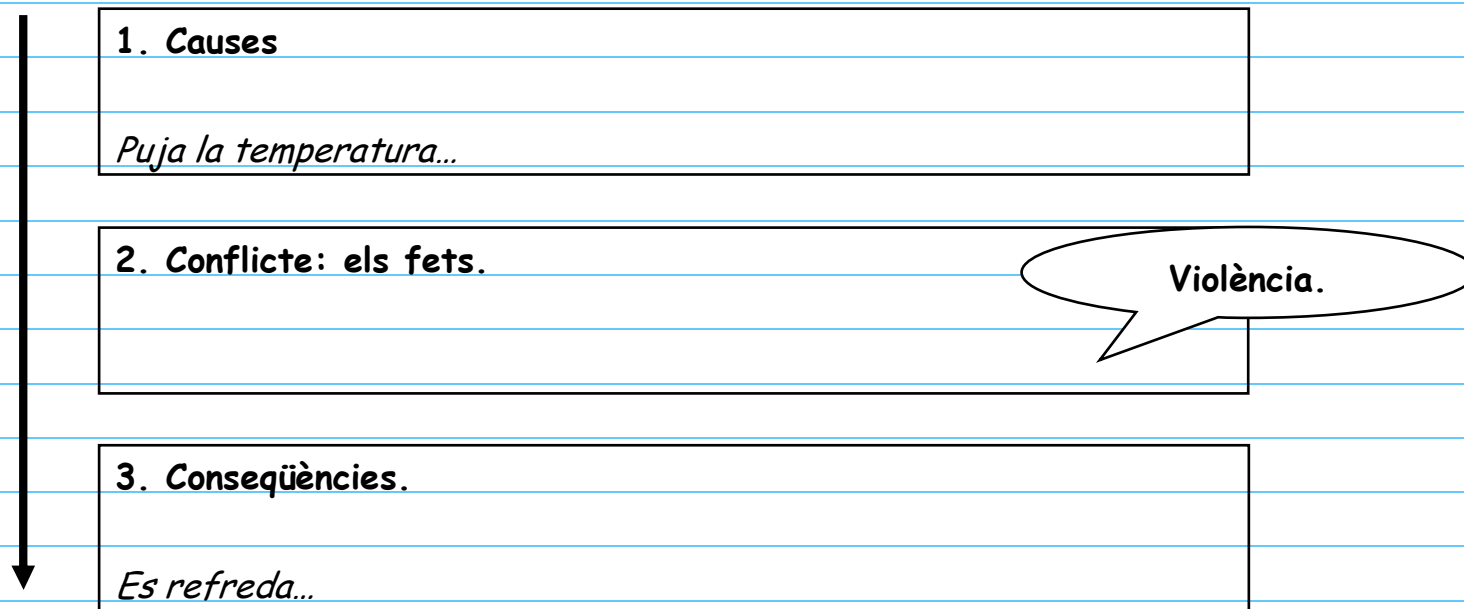 1. Causes
Puja la temperatura…
2. Conflicte: els fets.
Violència.
3. Conseqüències.
Es refreda…